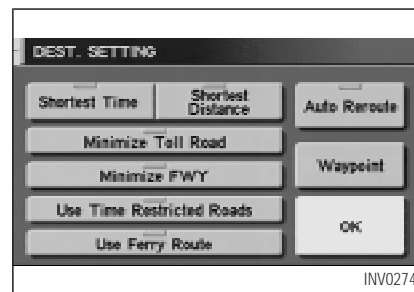 DEST. SETTING
Shortest Time
Shortest
Distance
Auto Reroute
Minimize Toll Road
Minimize FWY
Waypoint
Use Time Restricted Roads
Use Ferry Route
OK
INV0274